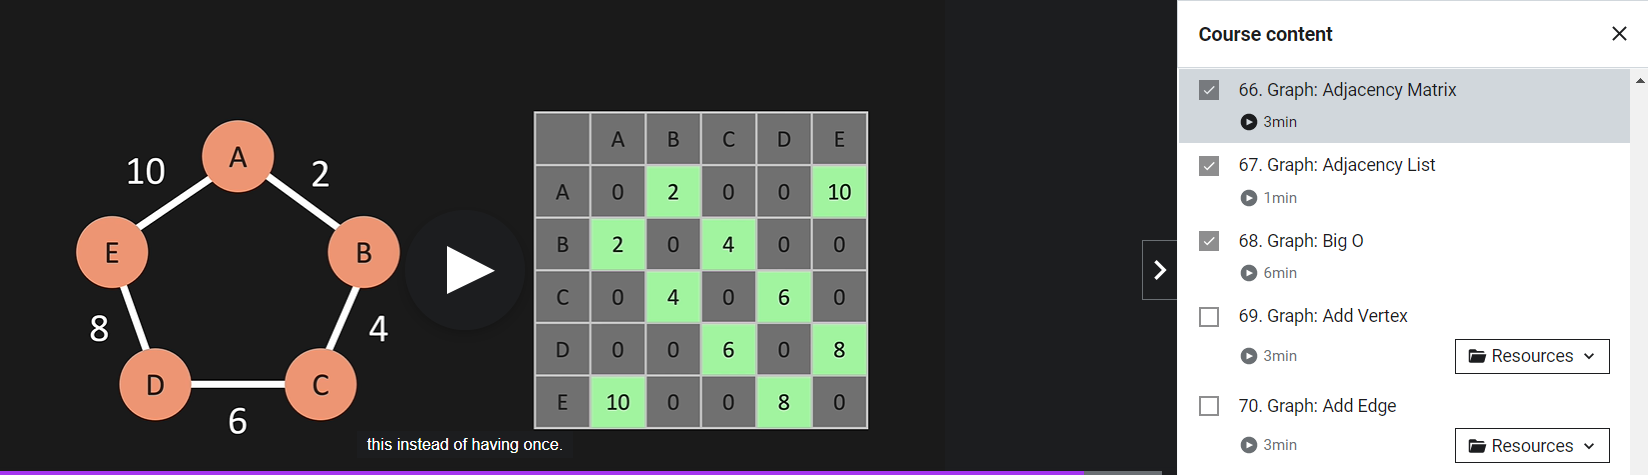 A
10
2
E
B
8
4
D
C
6
A B C D E
A 0 2 0 0 10
B 2 0 4 0 0
C 0 4 0 6 0
D 0 0 6 0 8
E 10 0 0 8 0
this instead of having once.
Course content
66. Graph: Adjacency Matrix
3min
67. Graph: Adjacency List
1min
68. Graph: Big O
6min
69. Graph: Add Vertex
3min
Resources
70. Graph: Add Edge
3min
Resources